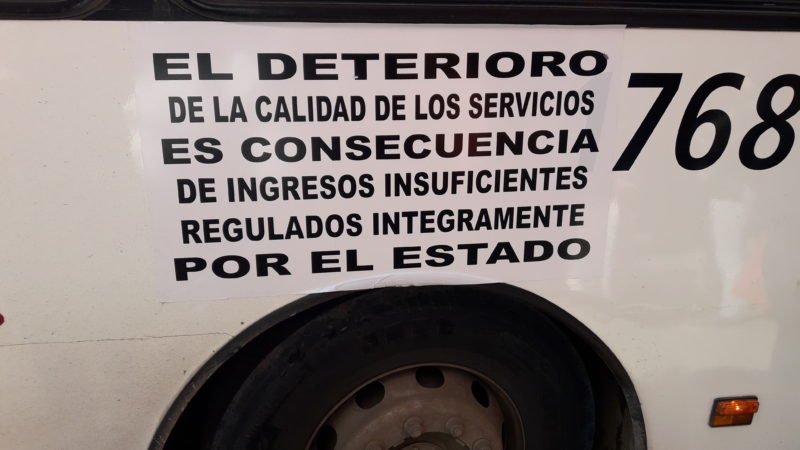 EL DETERIORO
DE LA CALIDAD DE LOS SERVICIOS
ES CONSECUENCIA
DE INGRESOS INSUFICIENTES
REGULADOS INTEGRAMENTE
POR EL ESTADO
768